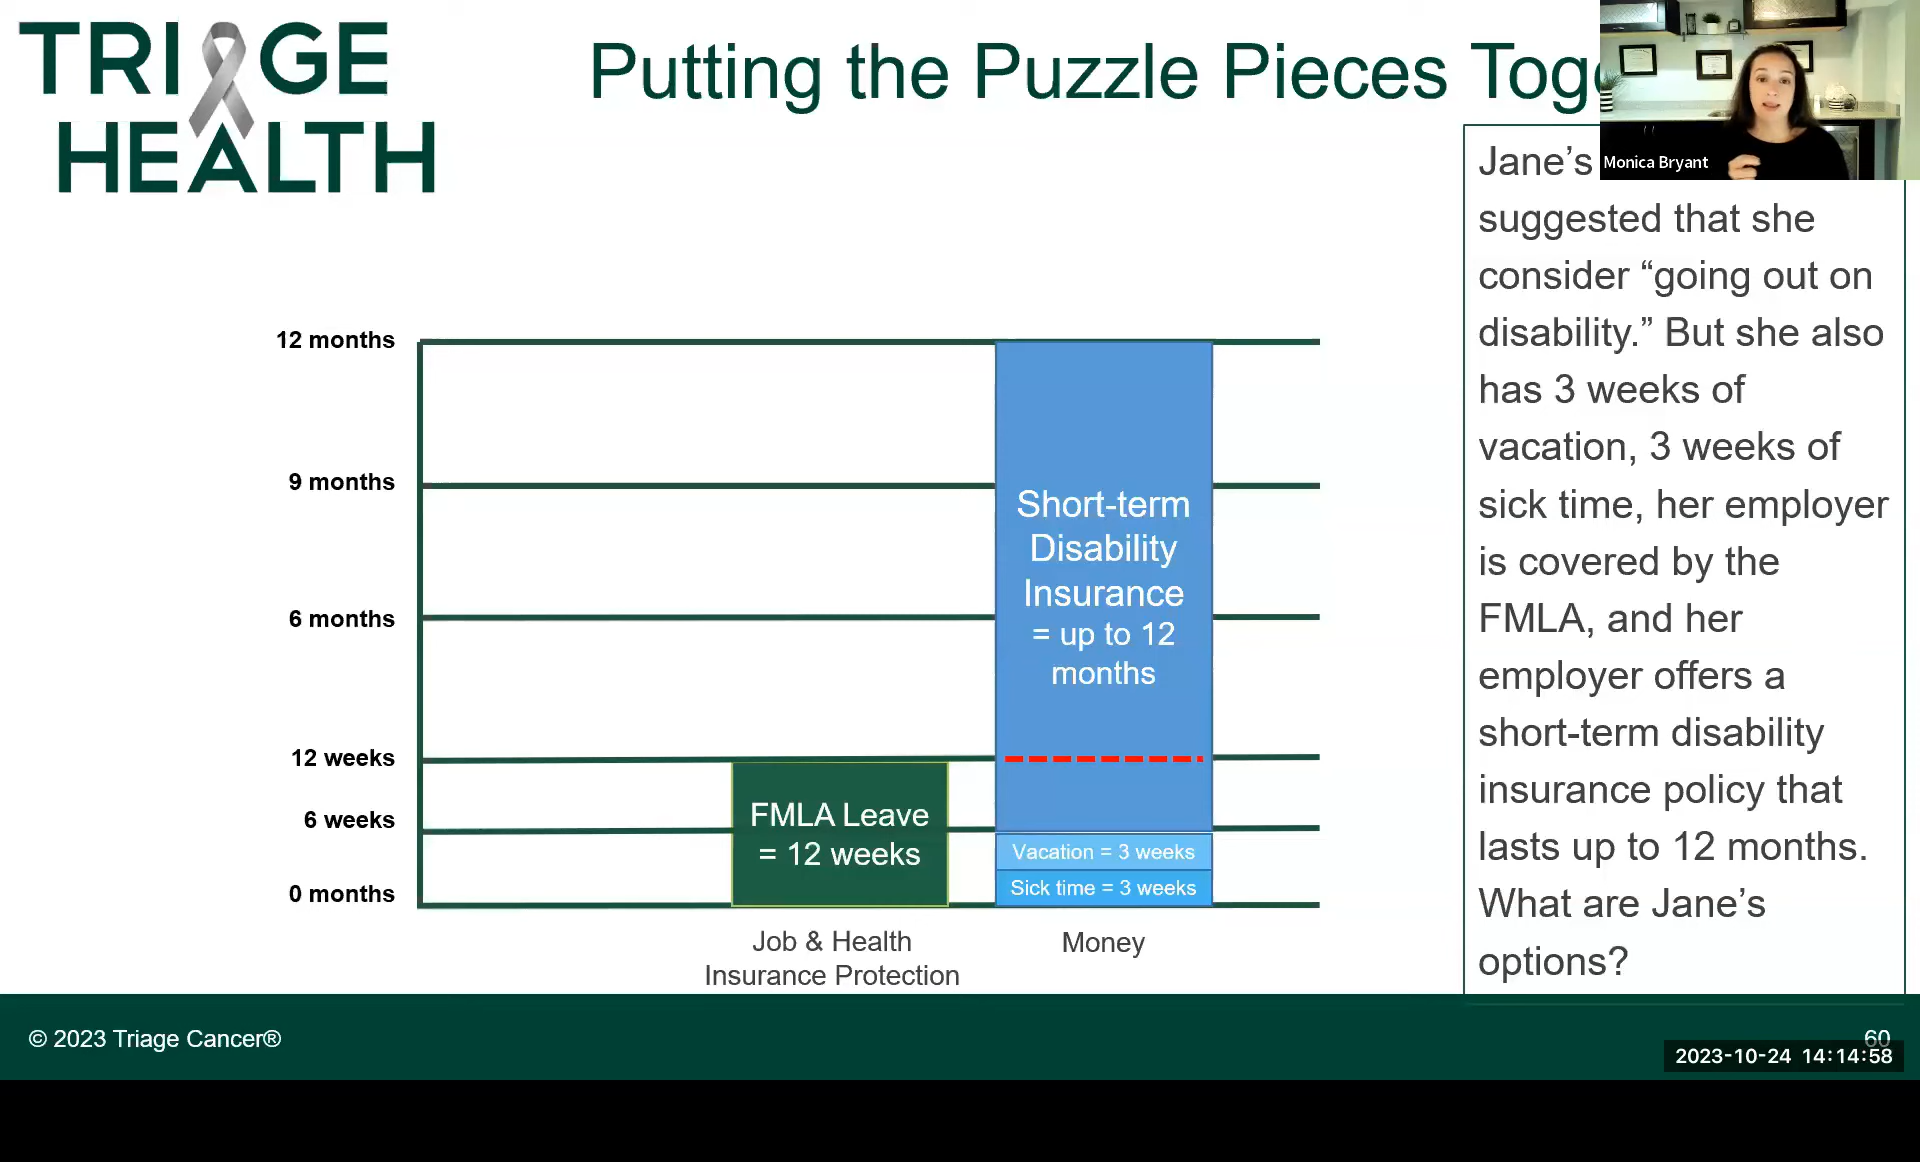 TRIAGE
HEALTH
Putting the Puzzle Pieces
Monica Bryant
Jane's
suggested that she
consider “going out on
disability.” But she also
has 3 weeks of
vacation, 3 weeks of
sick time, her employer
is covered by the
FMLA, and her
employer offers a
short-term disability
insurance policy that
lasts up to 12 months.
What are Jane’s
options?
12 months
9 months
6 months
12 weeks
6 weeks
0 months
FMLA Leave
= 12 weeks
Short-term
Disability
Insurance
= up to 12
months
Vacation = 3 weeks
Sick time = 3 weeks
Job & Health
Insurance Protection
Money
© 2023 Triage Cancer®
60
2023-10-24 14:14:58